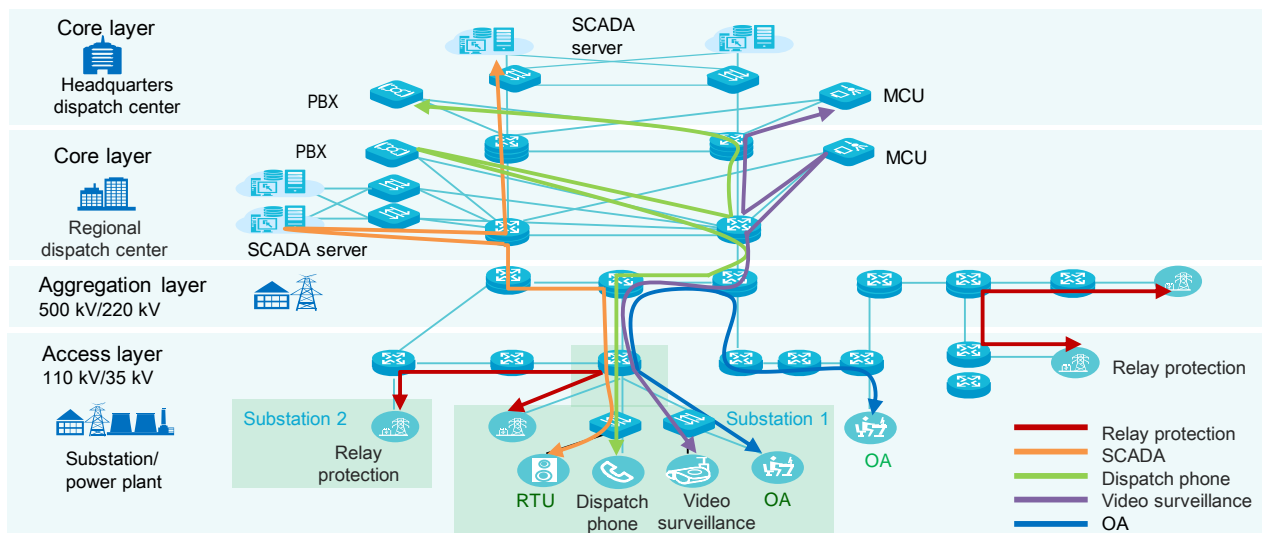 Core layer
Headquarters
dispatch center
SCADA
server
PBX
MCU
Core layer
Regional
dispatch center
PBX
MCU
SCADA server
Aggregation layer
500 kV/220 kV
Access layer
110 kV/35 kV
Substation/
power plant
Substation 2
Relay
protection
Substation 1
RTU
Dispatch
phone
Video
surveillance
OA
OA
Relay protection
Relay protection
SCADA
Dispatch phone
Video surveillance
OA